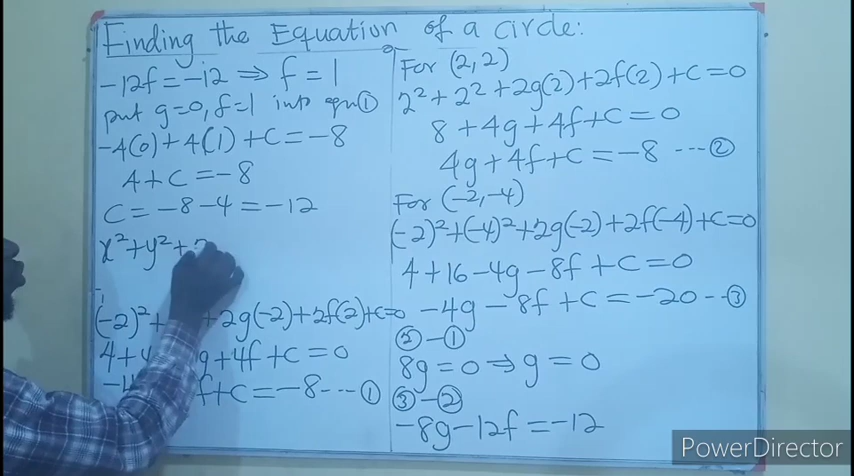 Finding the Equation of a circle:
-12f = -12 ⇒ f = 1
put g=0, f=1 into eqn ①
-4(0)+4(1)+C=-8
4+C=-8
C=-8-4=-12
x²+y²+2
(-2)²+ +2g(-2)+2f(2)+C=0
4+4 g+4f+C=0
-4 f+C=-8---①
For (2,2)
2²+2²+2g(2)+2f(2)+C=0
8+4g+4f+C=0
4g+4f+C=-8---②
For (-2,-4)
(-2)²+(-4)²+2g(-2)+2f(-4)+C=0
4+16-4g-8f+C=0
-4g-8f+C=-20--③
②-①
8g=0⇒g=0
③-②
-8g-12f=-12
PowerDirector